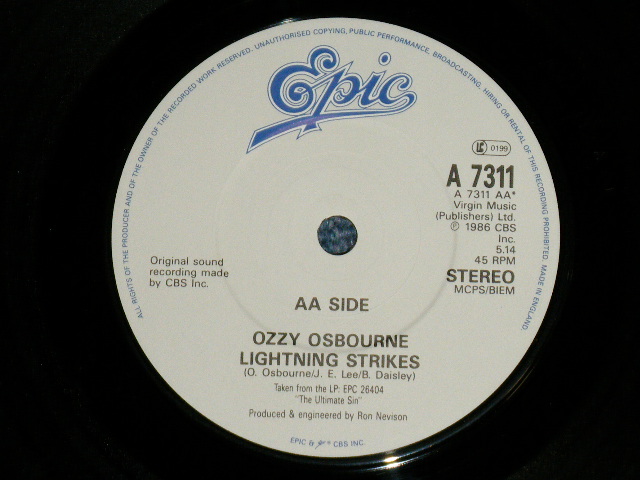 ALL RIGHTS OF THE PRODUCER AND OF THE OWNER OF THE RECORDED WORK RESERVED. UNAUTHORISED COPYING, PUBLIC PERFORMANCE, BROADCASTING, HIRING OR RENTAL OF THIS RECORDING PROHIBITED. MADE IN ENGLAND.
Epic
LC 0199
A 7311
A 7311 AA*
Virgin Music
(Publishers) Ltd.
℗ 1986 CBS
Inc.
5.14
45 RPM
STEREO
MCPS/BIEM
Original sound
recording made
by CBS Inc.
AA SIDE
OZZY OSBOURNE
LIGHTNING STRIKES
(O. Osbourne/J. E. Lee/B. Daisley)
Taken from the LP: EPC 26404
"The Ultimate Sin"
Produced & engineered by Ron Nevison
EPIC & CBS INC.